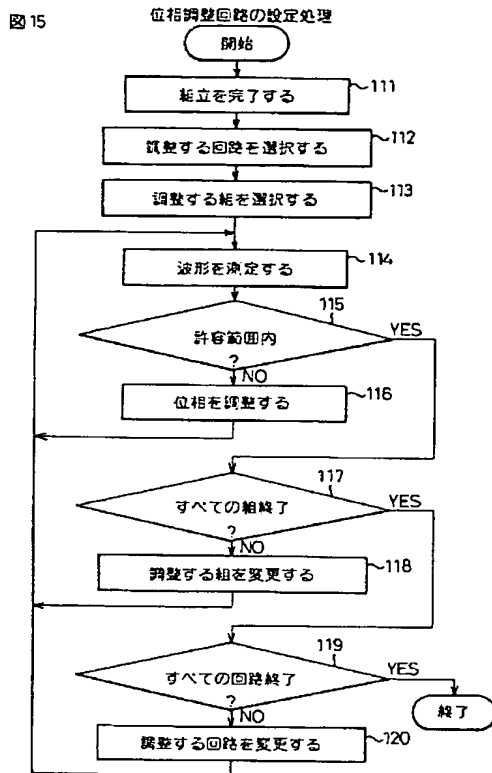 図15
位相調整回路の設定処理
開始
組立を完了する
111
調整する回路を選択する
112
調整する組を選択する
113
波形を測定する
114
115
許容範囲内
?
YES
NO
位相を調整する
116
117
すべての組終了
?
YES
NO
調整する組を変更する
118
119
すべての回路終了
?
YES
NO
終了
調整する回路を変更する
120